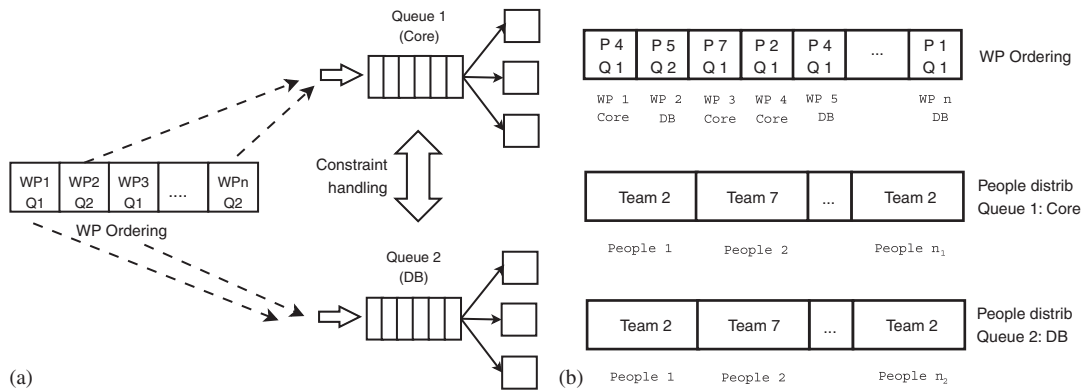 Queue 1
(Core)
Constraint
handling
WP1 WP2 WP3 .... WPn
Q1 Q2 Q1 Q2
WP Ordering
Queue 2
(DB)
(a)
P 4 P 5 P 7 P 2 P 4 ... P 1
Q 1 Q 2 Q 1 Q 1 Q 1 Q 1
WP Ordering
WP 1 WP 2 WP 3 WP 4 WP 5 WP n
Core DB Core Core DB DB
Team 2 Team 7 ... Team 2
People distrib
Queue 1: Core
People 1 People 2 People n₁
Team 2 Team 7 ... Team 2
People distrib
Queue 2: DB
People 1 People 2 People n₂
(b)